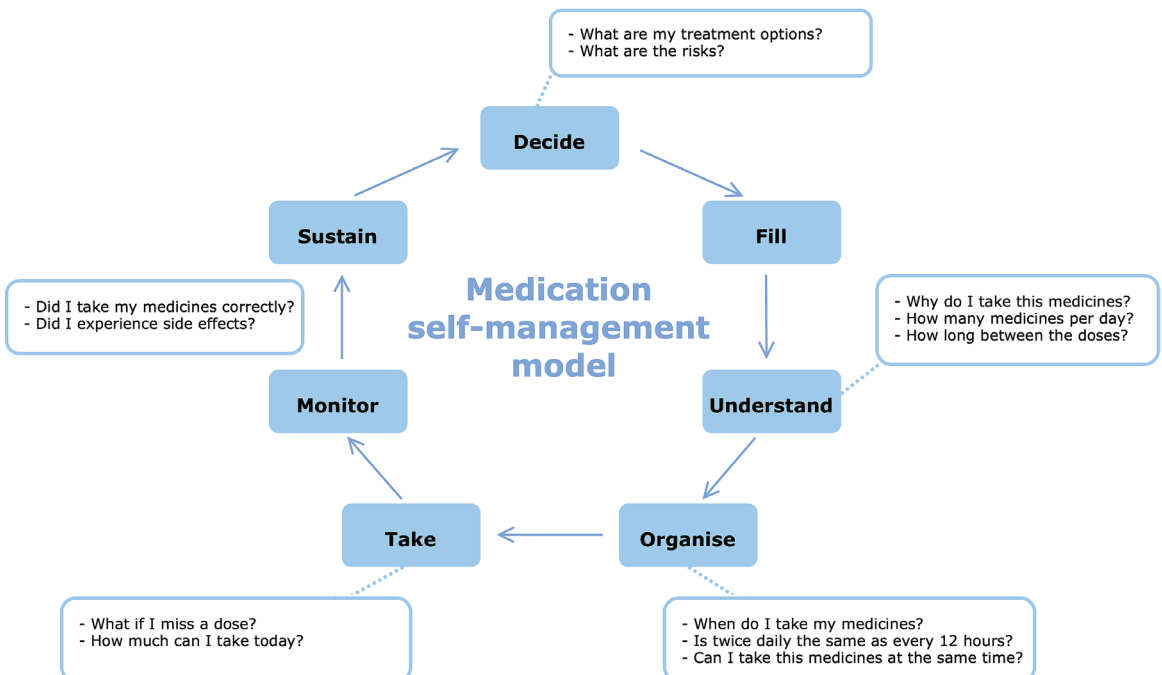 - What are my treatment options?
- What are the risks?
Decide
Sustain
Fill
Medication
self-management
model
- Did I take my medicines correctly?
- Did I experience side effects?
- Why do I take this medicines?
- How many medicines per day?
- How long between the doses?
Monitor
Understand
Take
Organise
- What if I miss a dose?
- How much can I take today?
- When do I take my medicines?
- Is twice daily the same as every 12 hours?
- Can I take this medicines at the same time?